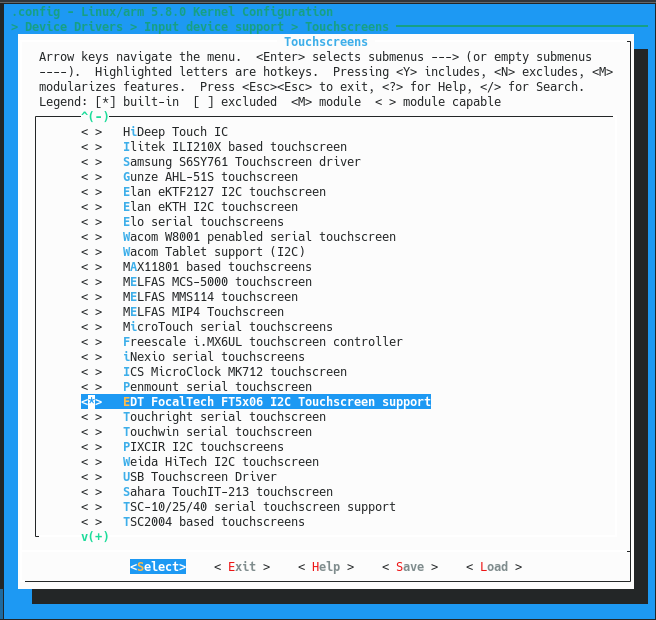 .config - Linux/arm 5.6.0 Kernel Configuration
> Device Drivers > Input device support > Touchscreens
Touchscreens
Arrow keys navigate the menu.  <Enter> selects submenus ---> (or empty submenus
----).  Highlighted letters are hotkeys.  Pressing <Y> includes, <N> excludes, <M>
modularizes features.  Press <Esc><Esc> to exit, <?> for Help, </> for Search.
Legend: [*] built-in  [ ] excluded  <M> module  < > module capable
^(-)
< >   HiDeep Touch IC
< >   Ilitek ILI210X based touchscreen
< >   Samsung S6SY761 Touchscreen driver
< >   Gunze AHL-51S touchscreen
< >   Elan eKTF2127 I2C touchscreen
< >   Elan eKTH I2C touchscreen
< >   Elo serial touchscreens
< >   Wacom W8001 penabled serial touchscreen
< >   Wacom Tablet support (I2C)
< >   MAX11801 based touchscreens
< >   MELFAS MCS-5000 touchscreen
< >   MELFAS MMS114 touchscreen
< >   MELFAS MIP4 Touchscreen
< >   MicroTouch serial touchscreens
< >   Freescale i.MX6UL touchscreen controller
< >   iNexio serial touchscreens
< >   ICS MicroClock MK712 touchscreen
< >   Penmount serial touchscreen
<*>   EDT FocalTech FT5x06 I2C Touchscreen support
< >   Touchright serial touchscreen
< >   Touchwin serial touchscreen
< >   PIXCIR I2C touchscreens
< >   Weida HiTech I2C touchscreen
< >   USB Touchscreen Driver
< >   Sahara TouchIT-213 touchscreen
< >   TSC-10/25/40 serial touchscreen support
< >   TSC2004 based touchscreens
v(+)
<Select>    < Exit >    < Help >    < Save >    < Load >